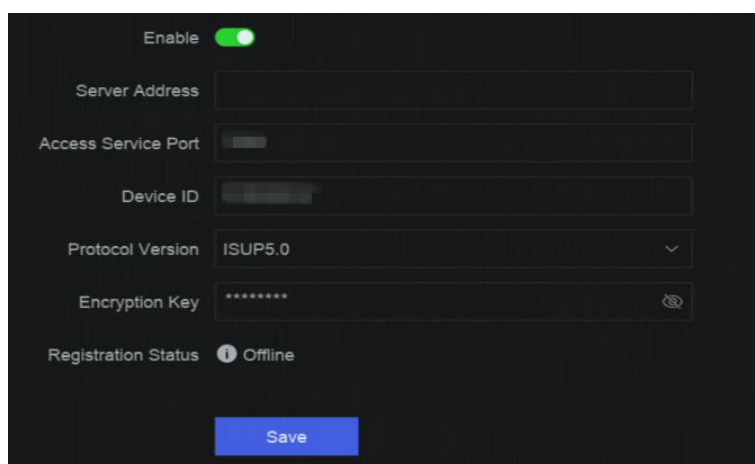 Enable
Server Address
Access Service Port
Device ID
Protocol Version ISUP5.0
Encryption Key ********
Registration Status Offline
Save